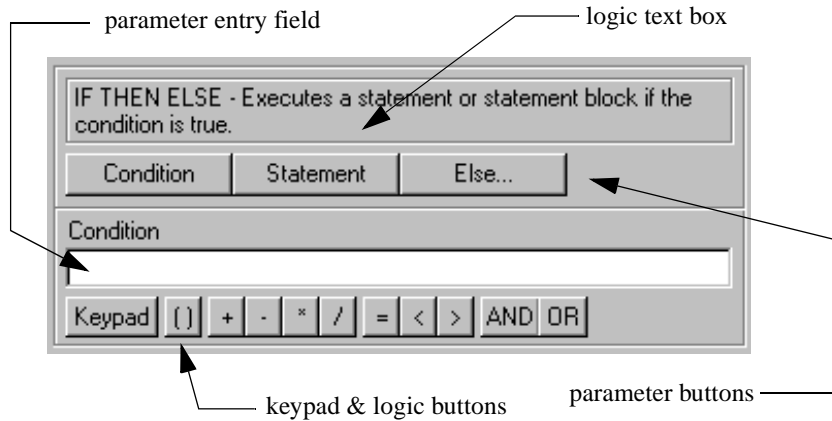 parameter entry field
logic text box
IF THEN ELSE - Executes a statement or statement block if the
condition is true.
Condition Statement Else...
Condition
Keypad ( ) + - * / = < > AND OR
keypad & logic buttons
parameter buttons